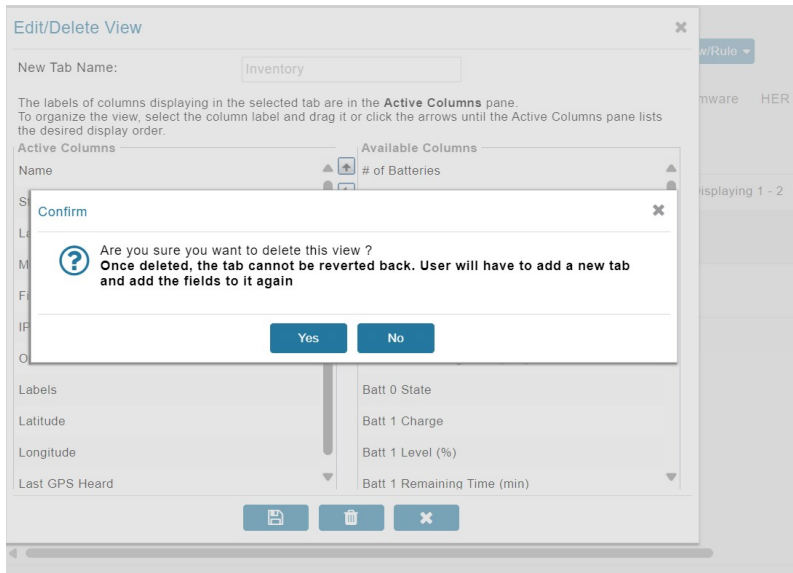 Edit/Delete View
w/Rule
New Tab Name:
Inventory
mware HER
The labels of columns displaying in the selected tab are in the Active Columns pane.
To organize the view, select the column label and drag it or click the arrows until the Active Columns pane lists
the desired display order.
Active Columns
Available Columns
Name
# of Batteries
isplaying 1 - 2
Confirm
Are you sure you want to delete this view ?
Once deleted, the tab cannot be reverted back. User will have to add a new tab
and add the fields to it again
Yes
No
IP
Labels
Batt 0 State
Latitude
Batt 1 Charge
Longitude
Batt 1 Level (%)
Last GPS Heard
Batt 1 Remaining Time (min)